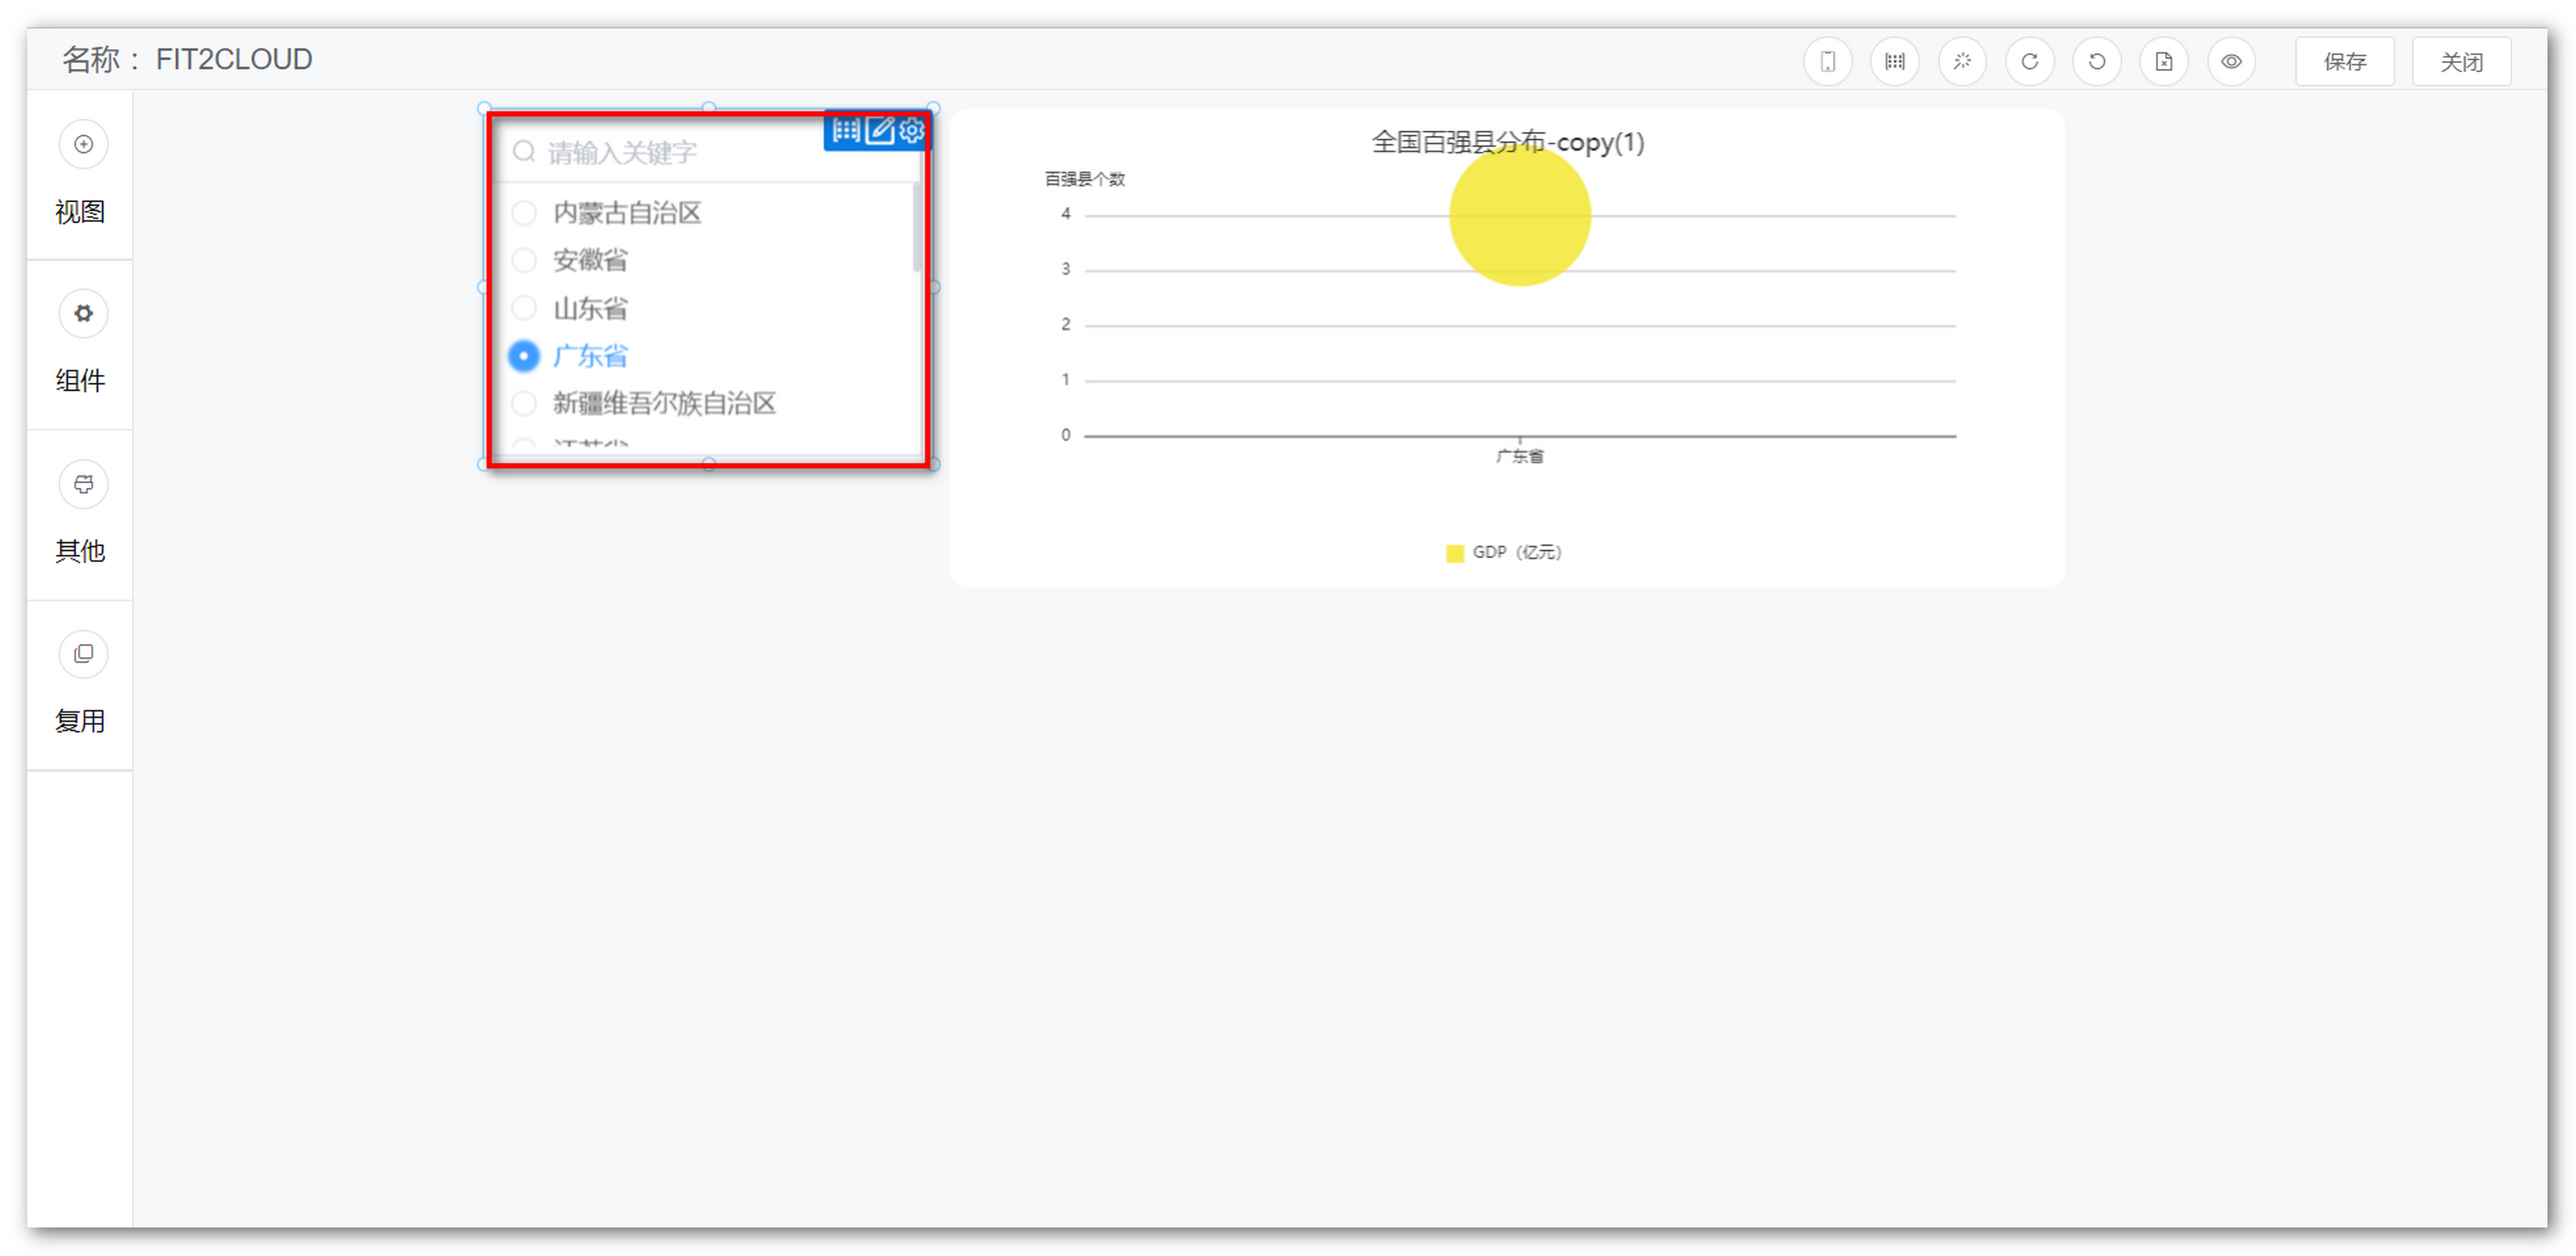 名称： FIT2CLOUD
保存
关闭
视图
组件
其他
复用
请输入关键字
内蒙古自治区
安徽省
山东省
广东省
新疆维吾尔族自治区
全国百强县分布-copy(1)
百强县个数
4
3
2
1
0
广东省
GDP（亿元）